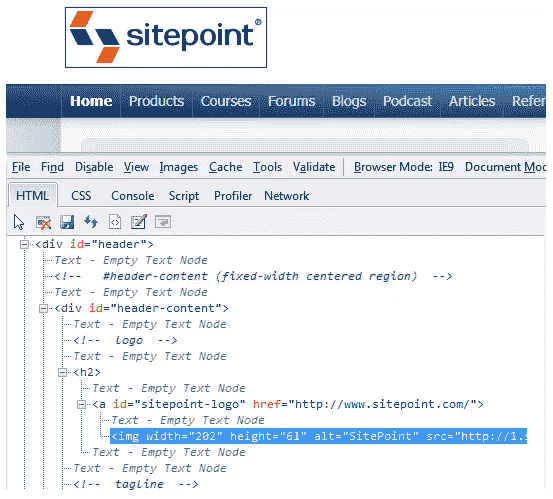 sitepoint®
Home Products Courses Forums Blogs Podcast Articles Refer
File Find Disable View Images Cache Tools Validate Browser Mode: IE9 Document Mod
HTML CSS Console Script Profiler Network
<div id="header">
Text - Empty Text Node
<!-- #header-content (fixed-width centered region) -->
Text - Empty Text Node
<div id="header-content">
Text - Empty Text Node
<!-- logo -->
Text - Empty Text Node
<h2>
Text - Empty Text Node
<a id="sitepoint-logo" href="http://www.sitepoint.com/">
Text - Empty Text Node
<img width="202" height="61" alt="SitePoint" src="http://1.s
Text - Empty Text Node
Text - Empty Text Node
<!-- tagline -->